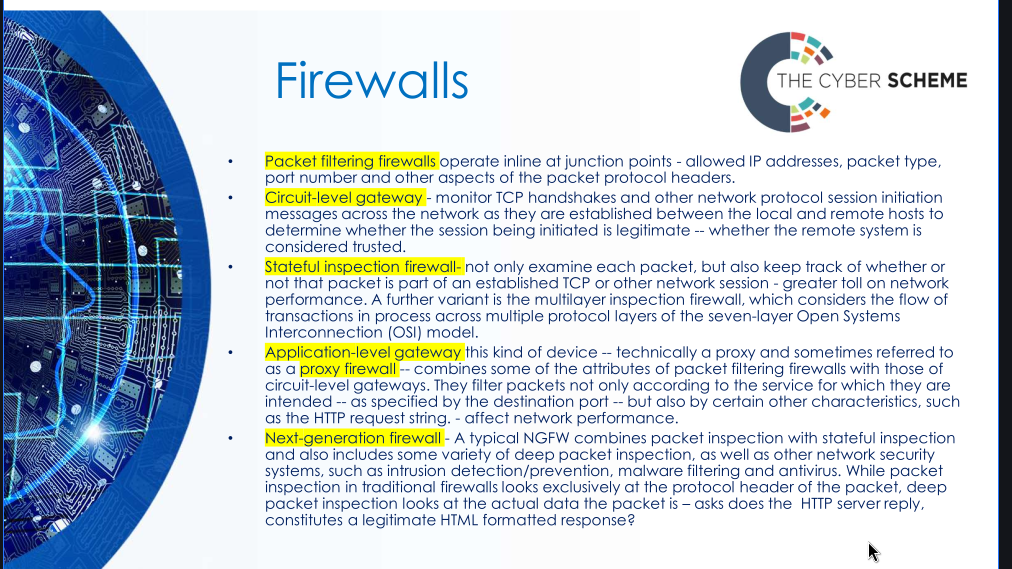 Firewalls
THE CYBER SCHEME
• Packet filtering firewalls operate inline at junction points - allowed IP addresses, packet type,
port number and other aspects of the packet protocol headers.
• Circuit-level gateway - monitor TCP handshakes and other network protocol session initiation
messages across the network as they are established between the local and remote hosts to
determine whether the session being initiated is legitimate -- whether the remote system is
considered trusted.
• Stateful inspection firewall- not only examine each packet, but also keep track of whether or
not that packet is part of an established TCP or other network session - greater toll on network
performance. A further variant is the multilayer inspection firewall, which considers the flow of
transactions in process across multiple protocol layers of the seven-layer Open Systems
Interconnection (OSI) model.
• Application-level gateway this kind of device -- technically a proxy and sometimes referred to
as a proxy firewall -- combines some of the attributes of packet filtering firewalls with those of
circuit-level gateways. They filter packets not only according to the service for which they are
intended -- as specified by the destination port -- but also by certain other characteristics, such
as the HTTP request string. - affect network performance.
• Next-generation firewall - A typical NGFW combines packet inspection with stateful inspection
and also includes some variety of deep packet inspection, as well as other network security
systems, such as intrusion detection/prevention, malware filtering and antivirus. While packet
inspection in traditional firewalls looks exclusively at the protocol header of the packet, deep
packet inspection looks at the actual data the packet is – asks does the  HTTP server reply,
constitutes a legitimate HTML formatted response?